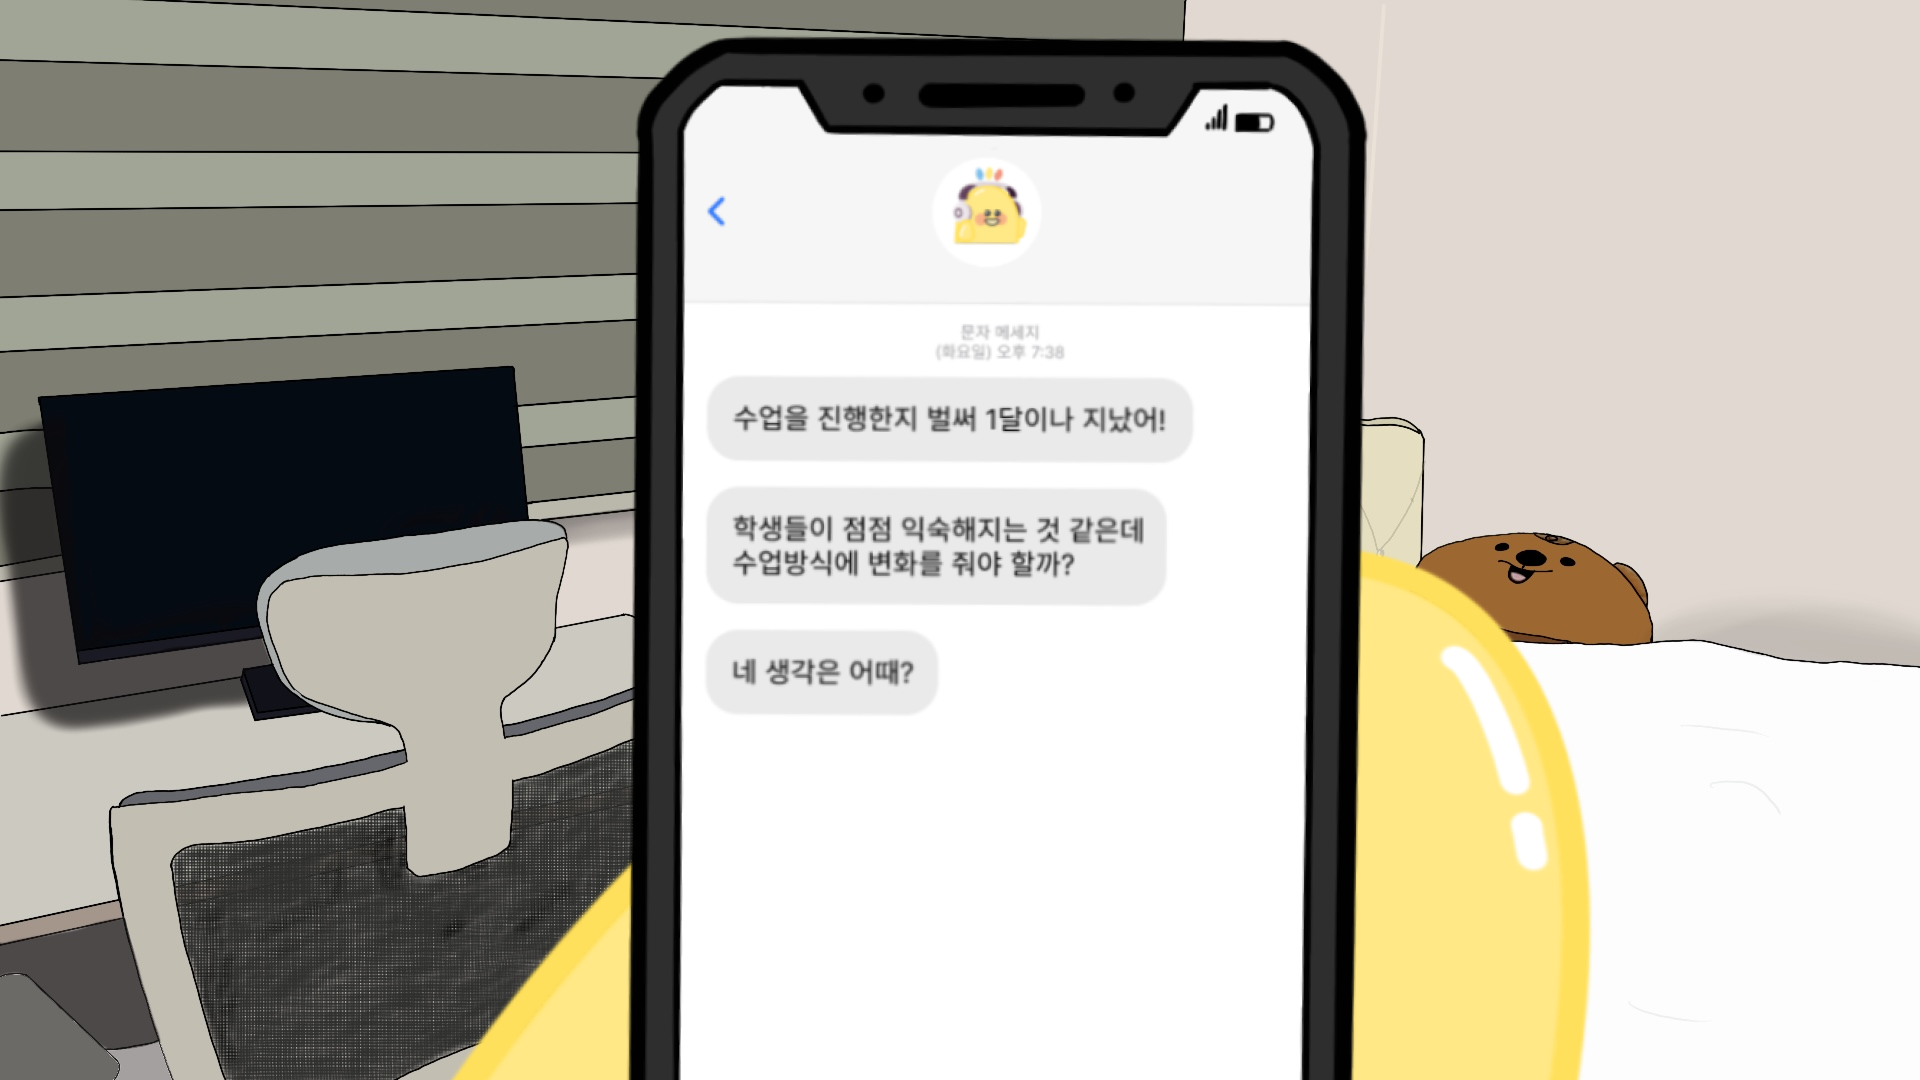 문자 메세지
(화요일) 오후 7:38
수업을 진행한지 벌써 1달이나 지났어!
학생들이 점점 익숙해지는 것 같은데
수업방식에 변화를 줘야 할까?
네 생각은 어때?